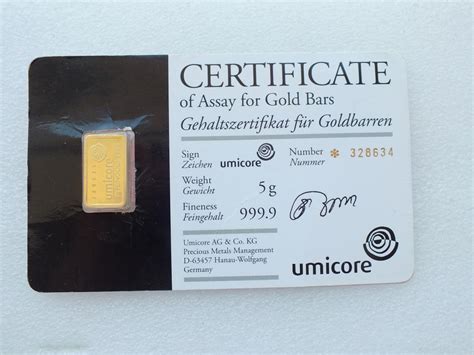 CERTIFICATE
of Assay for Gold Bars
Gehaltszertifikat für Goldbarren
Sign umicore Number * 328634
Zeichen Nummer
Weight 5 g
Gewicht
Fineness 999.9
Feingehalt
Umicore AG & Co. KG
Precious Metals Management
D-63457 Hanau-Wolfgang
Germany
umicore
umicore